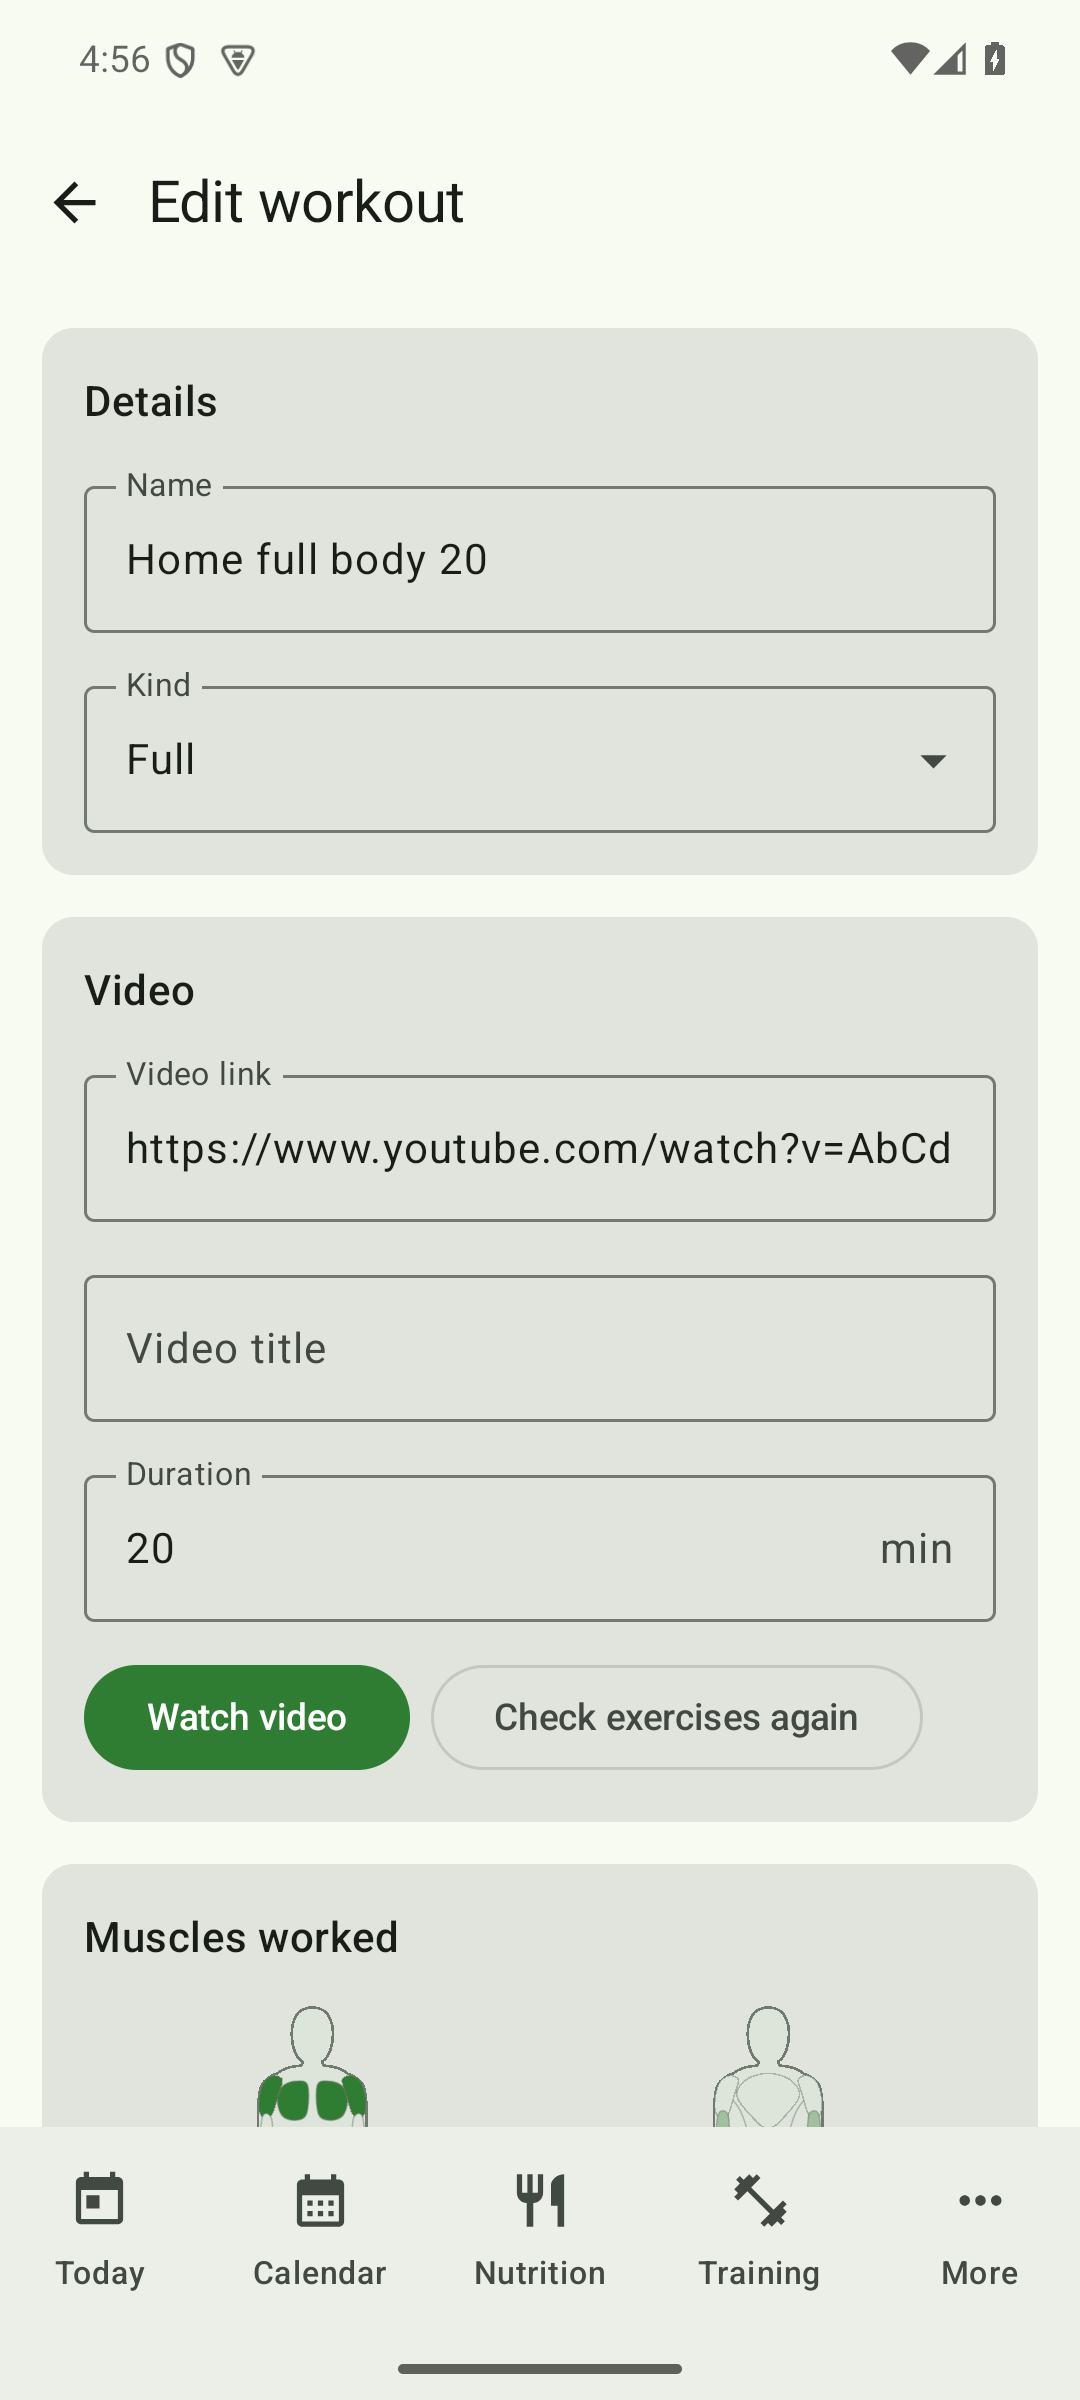 4:56
Edit workout
Details
Name
Home full body 20
Kind
Full
Video
Video link
https://www.youtube.com/watch?v=AbCd
Video title
Duration
20 min
Watch video
Check exercises again
Muscles worked
Today
Calendar
Nutrition
Training
More